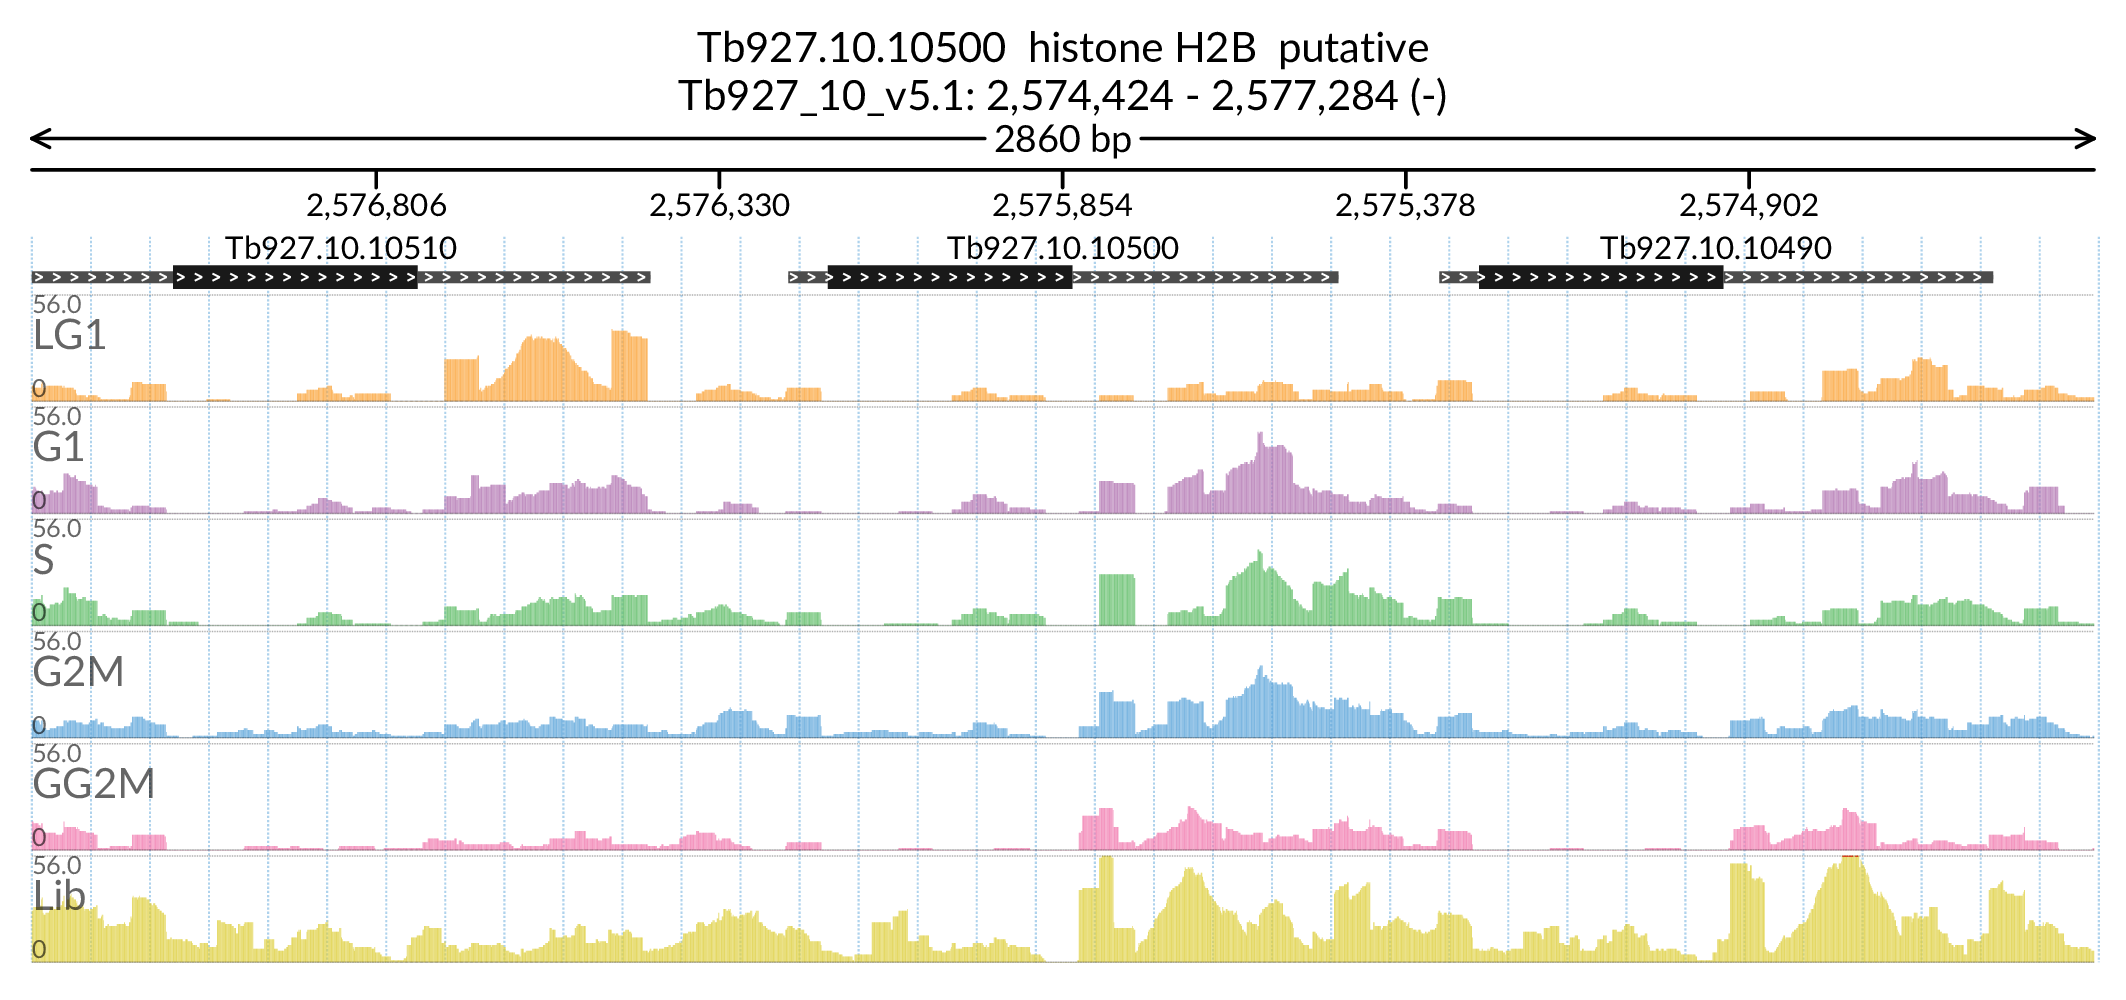 Tb927.10.10500  histone H2B  putative
Tb927_10_v5.1: 2,574,424 - 2,577,284 (-)
2860 bp
2,576,806 2,576,330 2,575,854 2,575,378 2,574,902
Tb927.10.10510 Tb927.10.10500 Tb927.10.10490
56.0
LG1
0
56.0
G1
0
56.0
S
0
56.0
G2M
0
56.0
GG2M
0
56.0
Lib
0